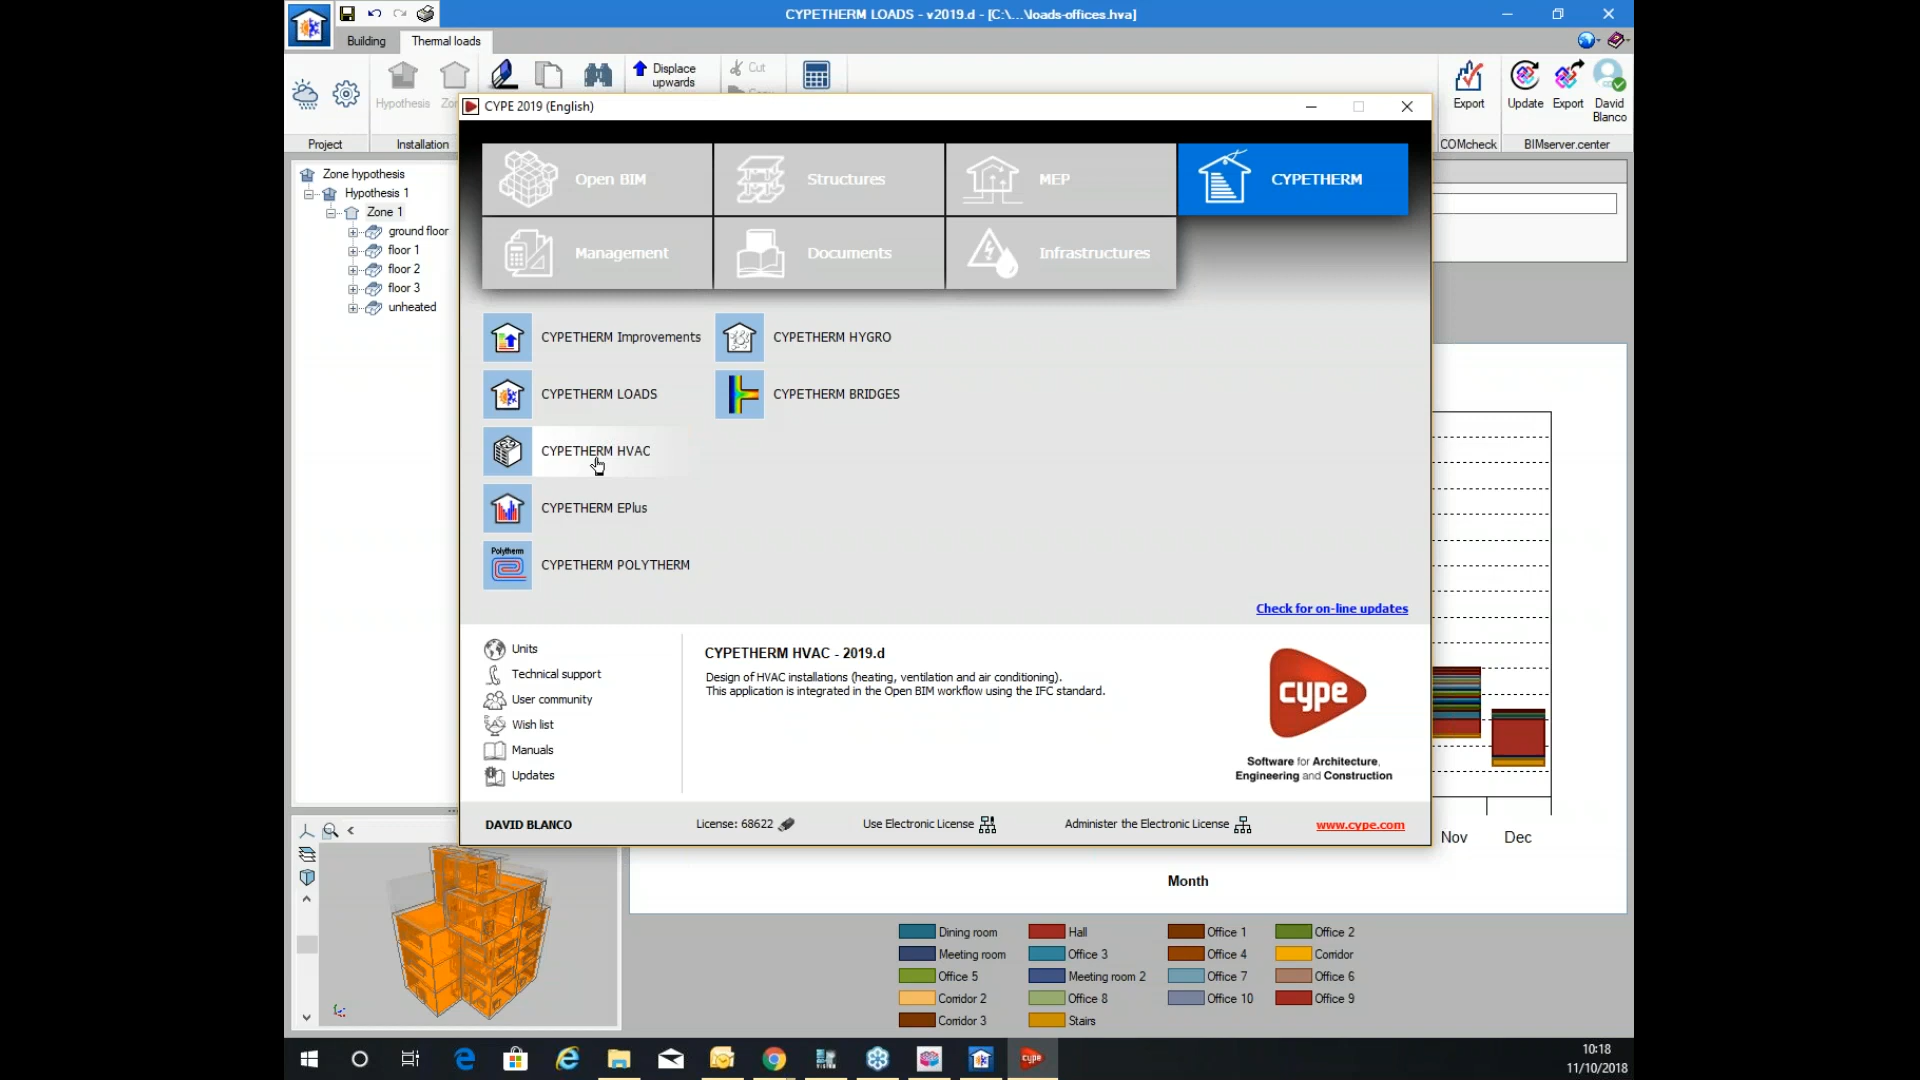 CYPETHERM LOADS - v2019.d - [C:\...\loads-offices.hva]
Building
Thermal loads
Hypothesis
Displace
upwards
Cut
Export
Update
Export
David
Blanco
Project
Installation
COMcheck
BIMserver.center
Zone hypothesis
Hypothesis 1
Zone 1
ground floor
floor 1
floor 2
floor 3
unheated
CYPE 2019 (English)
Open BIM
Structures
MEP
CYPETHERM
Management
Documents
Infrastructures
CYPETHERM Improvements
CYPETHERM HYGRO
CYPETHERM LOADS
CYPETHERM BRIDGES
CYPETHERM HVAC
CYPETHERM EPlus
Polytherm
CYPETHERM POLYTHERM
Check for on-line updates
Units
Technical support
User community
Wish list
Manuals
Updates
CYPETHERM HVAC - 2019.d
Design of HVAC installations (heating, ventilation and air conditioning).
This application is integrated in the Open BIM workflow using the IFC standard.
cype
Software for Architecture,
Engineering and Construction
DAVID BLANCO
License: 68622
Use Electronic License
Administer the Electronic License
www.cype.com
Nov
Dec
Month
Dining room
Hall
Office 1
Office 2
Meeting room
Office 3
Office 4
Corridor
Office 5
Meeting room 2
Office 7
Office 6
Corridor 2
Office 8
Office 10
Office 9
Corridor 3
Stairs
cype
10:18
11/10/2018